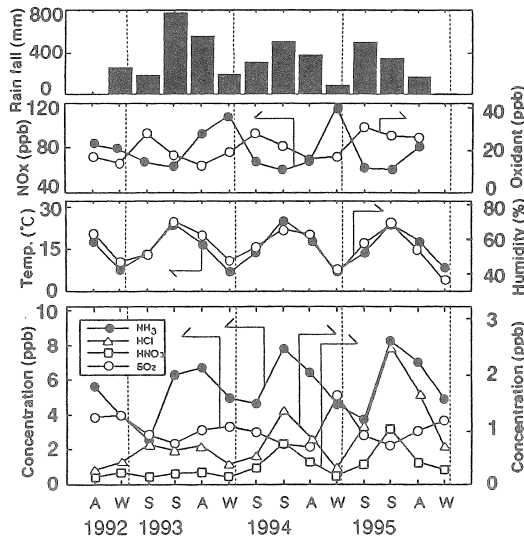 Rain fall (mm)
800
400
0
NOx (ppb)
120
80
40
Oxidant (ppb)
40
20
0
Temp. (°C)
30
15
0
Humidity (%)
80
60
40
Concentration (ppb)
10
8
6
4
2
0
NH₃
HCl
HNO₃
SO₂
Concentration (ppb)
3
2
1
0
A W S S A W S S A W S S A W
1992 1993 1994 1995